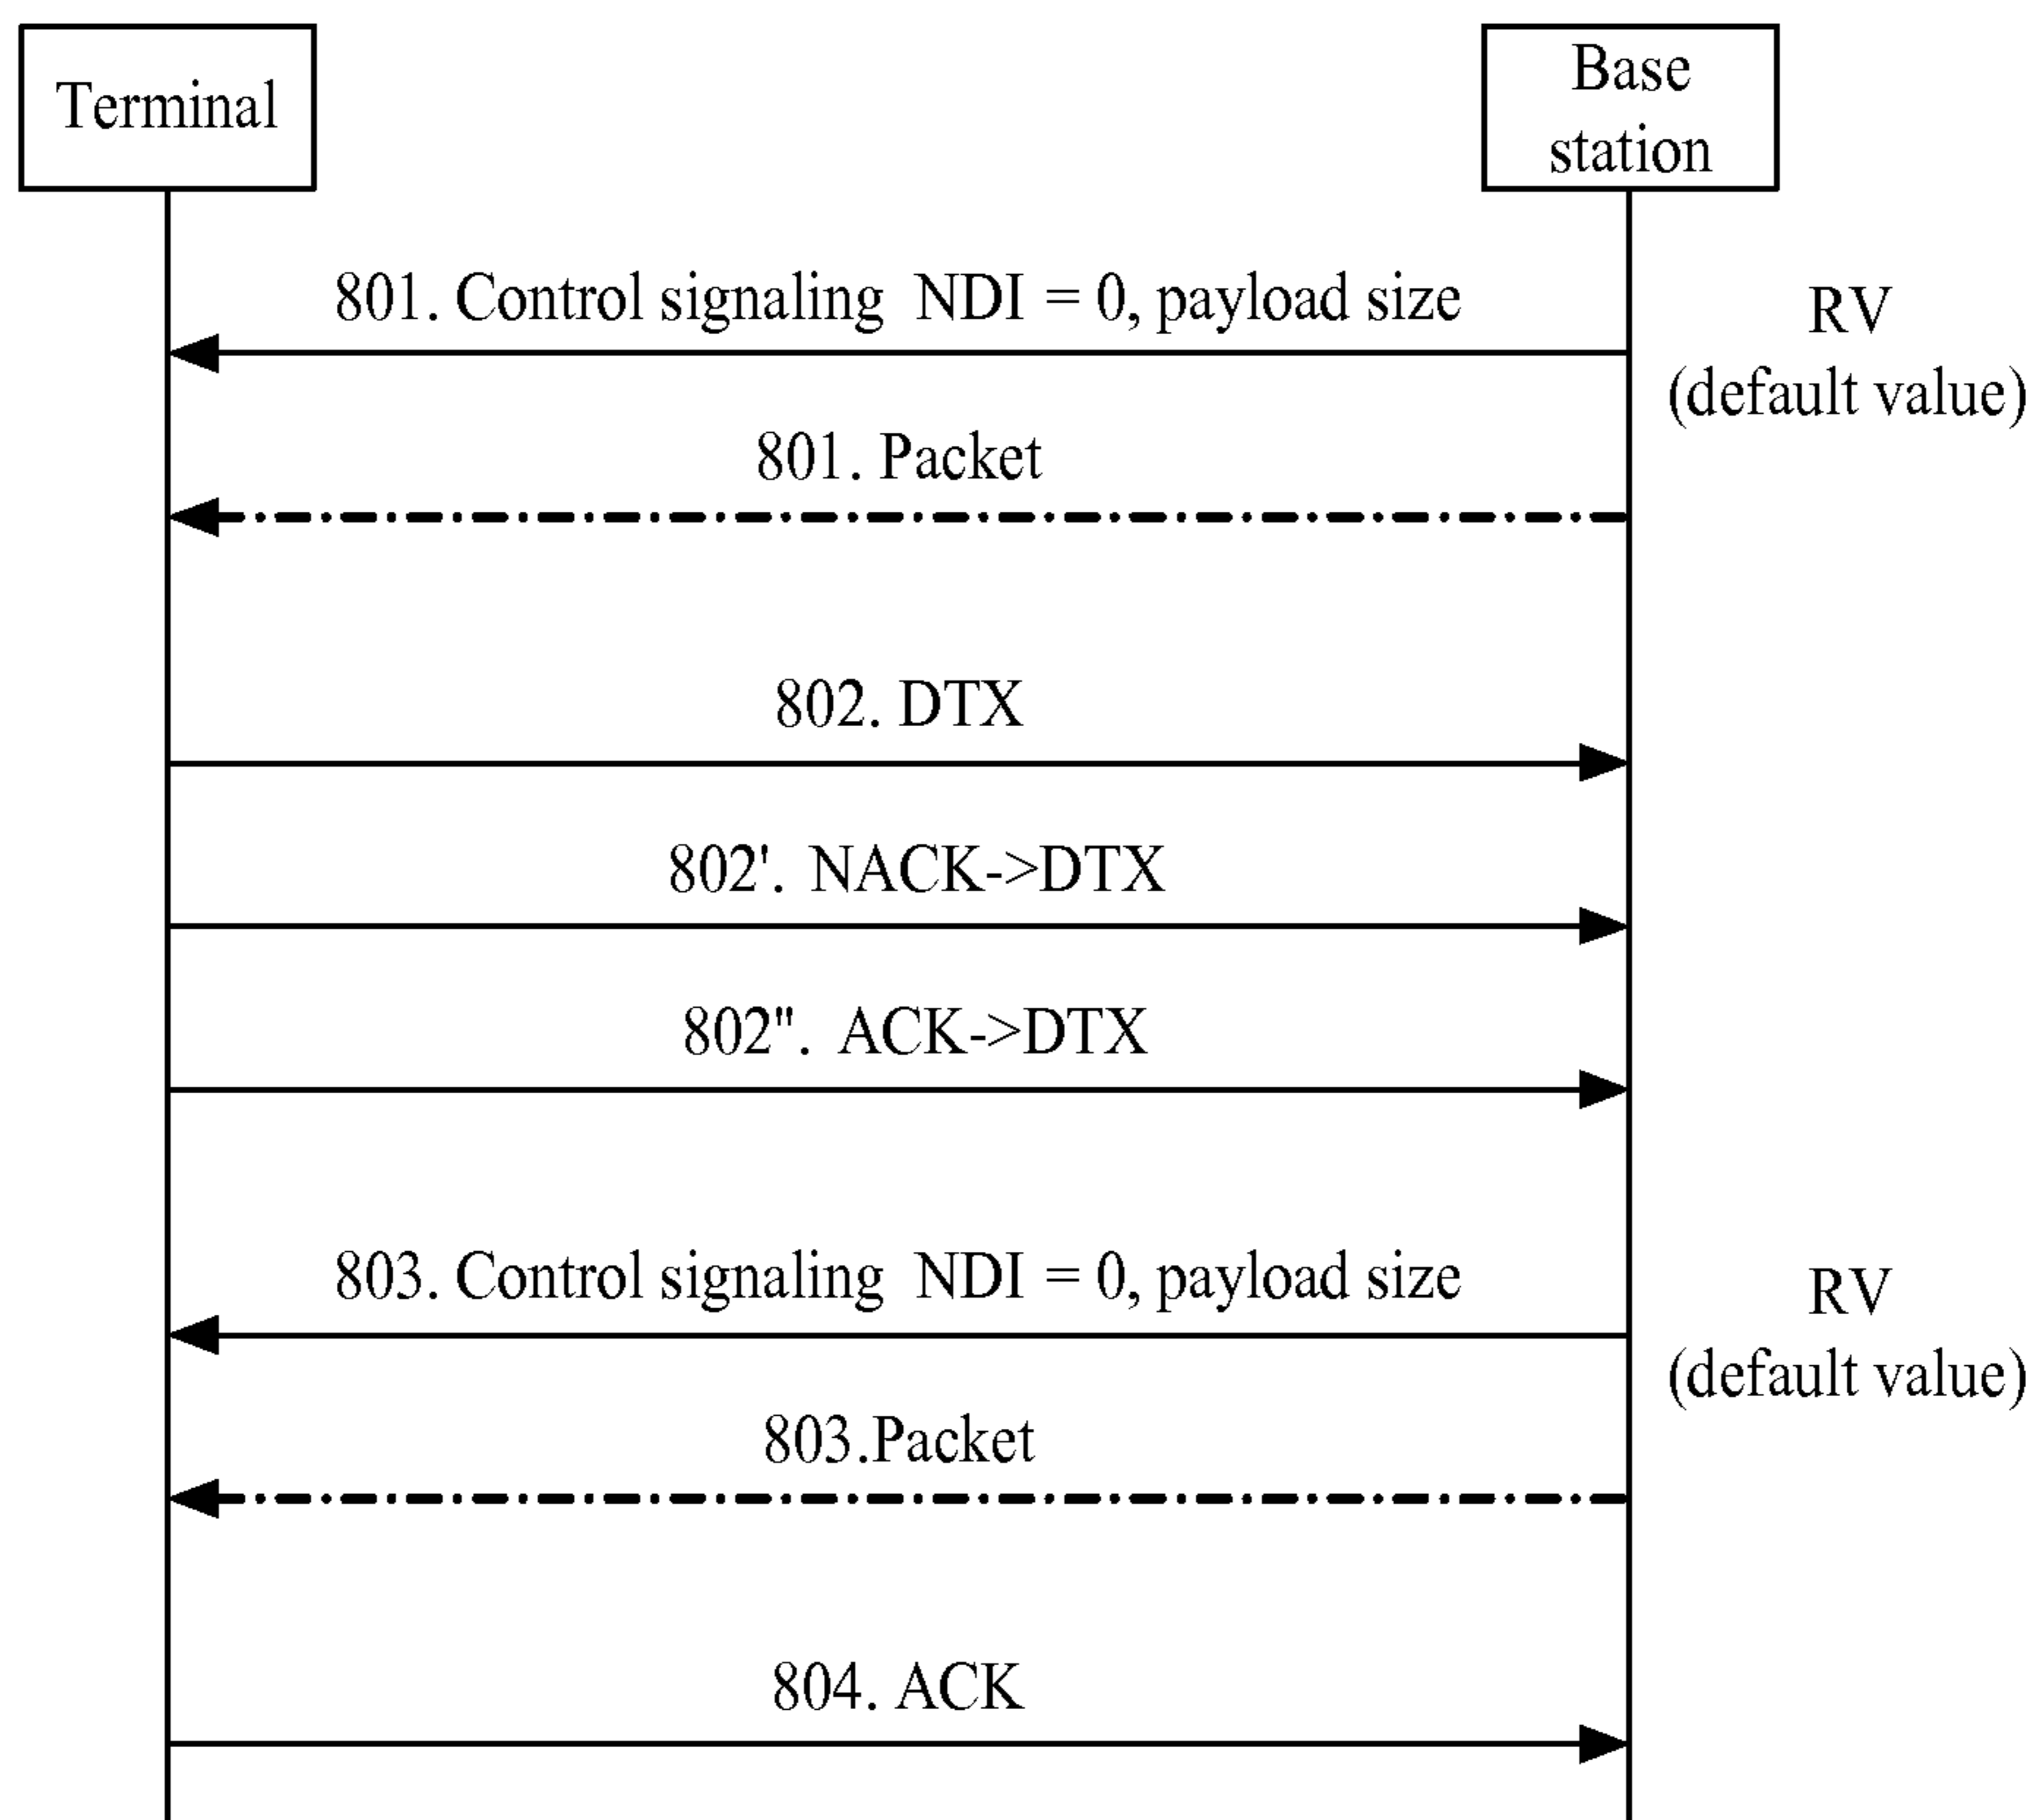 Terminal
Base
station
801. Control signaling NDI = 0, payload size
RV
(default value)
801. Packet
802. DTX
802'. NACK->DTX
802". ACK->DTX
803. Control signaling NDI = 0, payload size
RV
(default value)
803.Packet
804. ACK